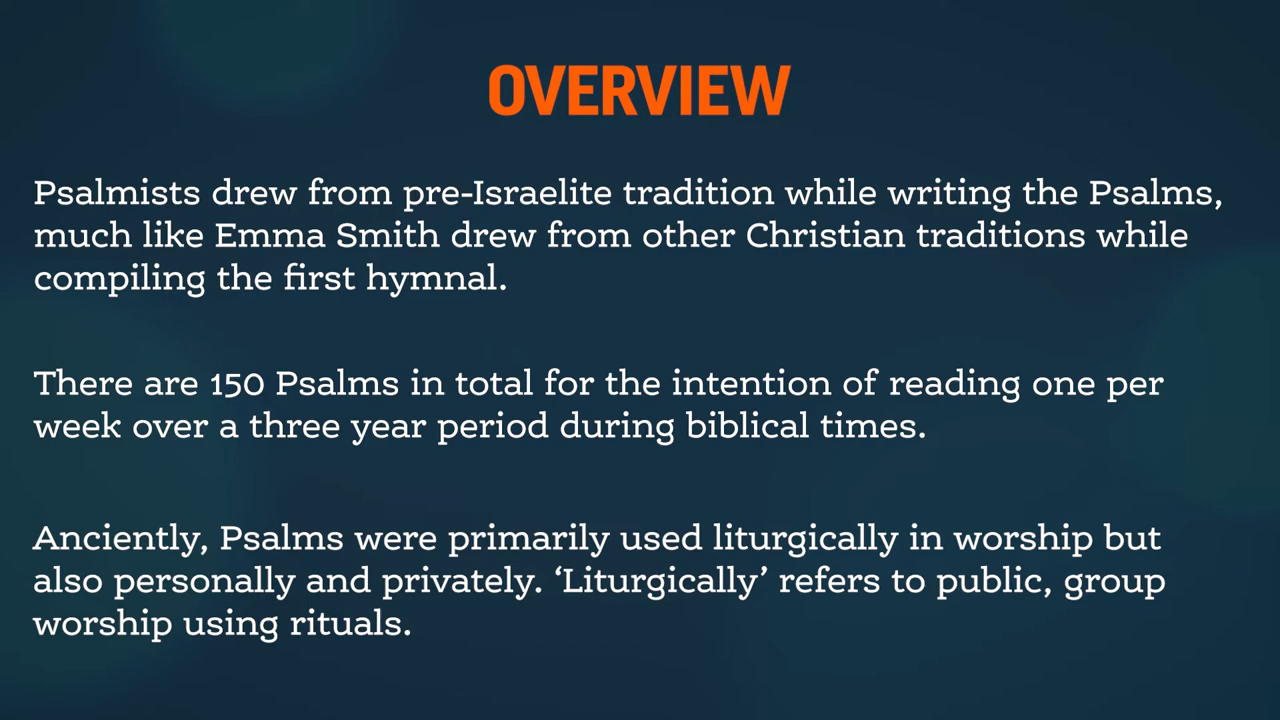 OVERVIEW
Psalmists drew from pre-Israelite tradition while writing the Psalms,
much like Emma Smith drew from other Christian traditions while
compiling the first hymnal.
There are 150 Psalms in total for the intention of reading one per
week over a three year period during biblical times.
Anciently, Psalms were primarily used liturgically in worship but
also personally and privately. ‘Liturgically’ refers to public, group
worship using rituals.